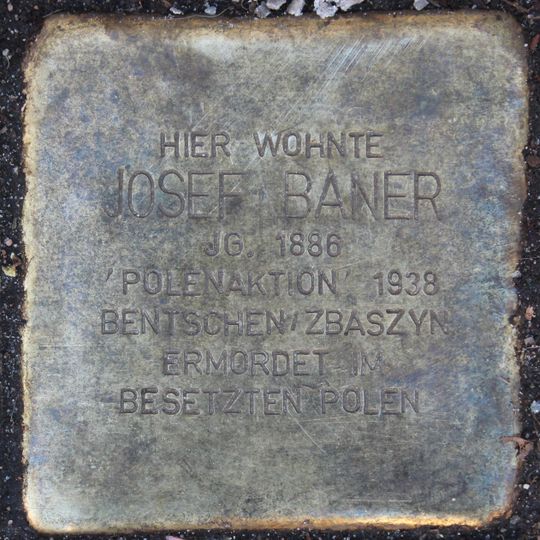 HIER WOHNTE
JOSEF BANER
JG. 1886
'POLENAKTION' 1938
BENTSCHEN/ZBASZYN
ERMORDET IM
BESETZTEN POLEN